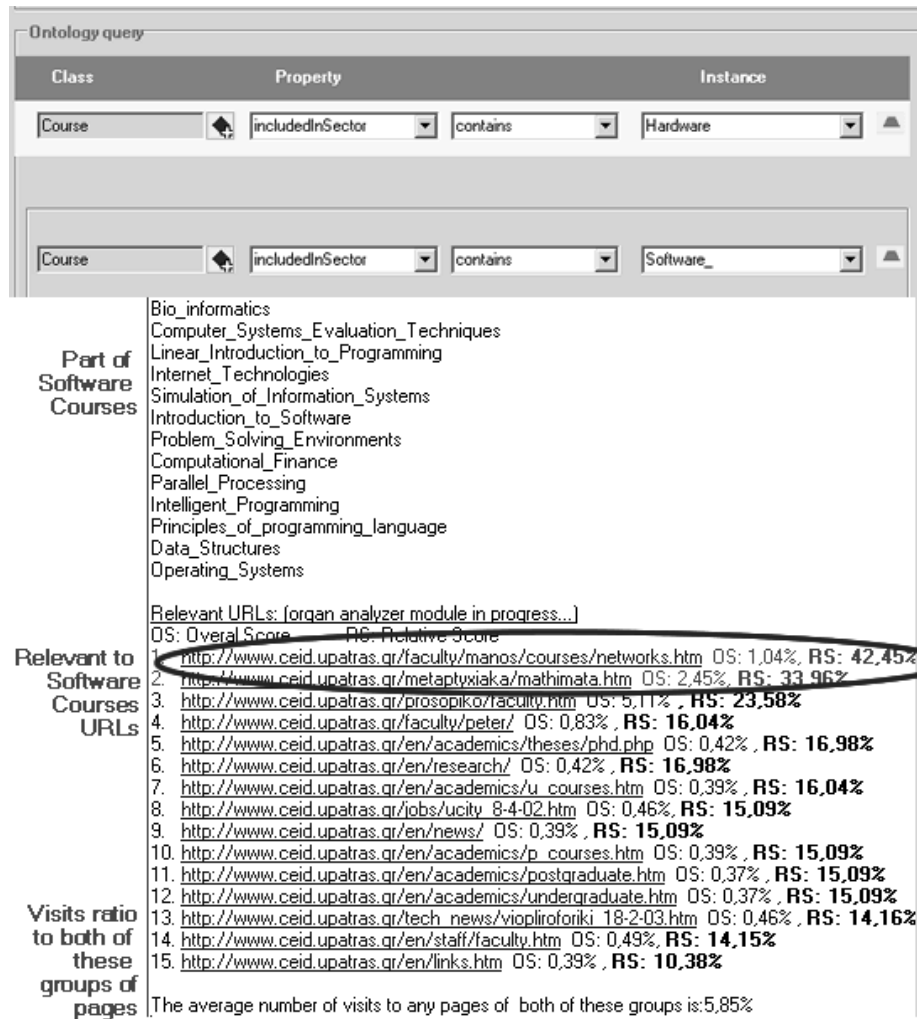 Ontology query
Class Property Instance
Course includedInSector contains Hardware
Course includedInSector contains Software_
Part of Software Courses
Bio_informatics
Computer_Systems_Evaluation_Techniques
Linear_Introduction_to_Programming
Internet_Technologies
Simulation_of_Information_Systems
Introduction_to_Software
Problem_Solving_Environments
Computational_Finance
Parallel_Processing
Intelligent_Programming
Principles_of_programming_language
Data_Structures
Operating_Systems
Relevant URLs: (organ analyzer module in progress...)
OS: Overal Score RS: Relative Score
Relevant to Software Courses URLs
1. http://www.ceid.upatras.gr/faculty/manos/courses/networks.htm OS: 1,04%, RS: 42,45%
2. http://www.ceid.upatras.gr/metaptyxiaka/mathimata.htm OS: 2,45%, RS: 33,96%
3. http://www.ceid.upatras.gr/prosopiko/faculty.htm OS: 5,11% , RS: 23,58%
4. http://www.ceid.upatras.gr/faculty/peter/ OS: 0,83%, RS: 16,04%
5. http://www.ceid.upatras.gr/en/academics/theses/phd.php OS: 0,42% , RS: 16,98%
6. http://www.ceid.upatras.gr/en/research/ OS: 0,42% , RS: 16,98%
7. http://www.ceid.upatras.gr/en/academics/u_courses.htm OS: 0,39% , RS: 16,04%
8. http://www.ceid.upatras.gr/jobs/ucity_8-4-02.htm OS: 0,46%, RS: 15,09%
9. http://www.ceid.upatras.gr/en/news/ OS: 0,39% , RS: 15,09%
10. http://www.ceid.upatras.gr/en/academics/p_courses.htm OS: 0,39% , RS: 15,09%
11. http://www.ceid.upatras.gr/en/academics/postgraduate.htm OS: 0,37% , RS: 15,09%
12. http://www.ceid.upatras.gr/en/academics/undergraduate.htm OS: 0,37% , RS: 15,09%
13. http://www.ceid.upatras.gr/tech_news/viopliroforiki_18-2-03.htm OS: 0,46% , RS: 14,16%
14. http://www.ceid.upatras.gr/en/staff/faculty.htm OS: 0,49%, RS: 14,15%
15. http://www.ceid.upatras.gr/en/links.htm OS: 0,39% , RS: 10,38%
Visits ratio to both of these groups of pages
The average number of visits to any pages of both of these groups is:5,85%